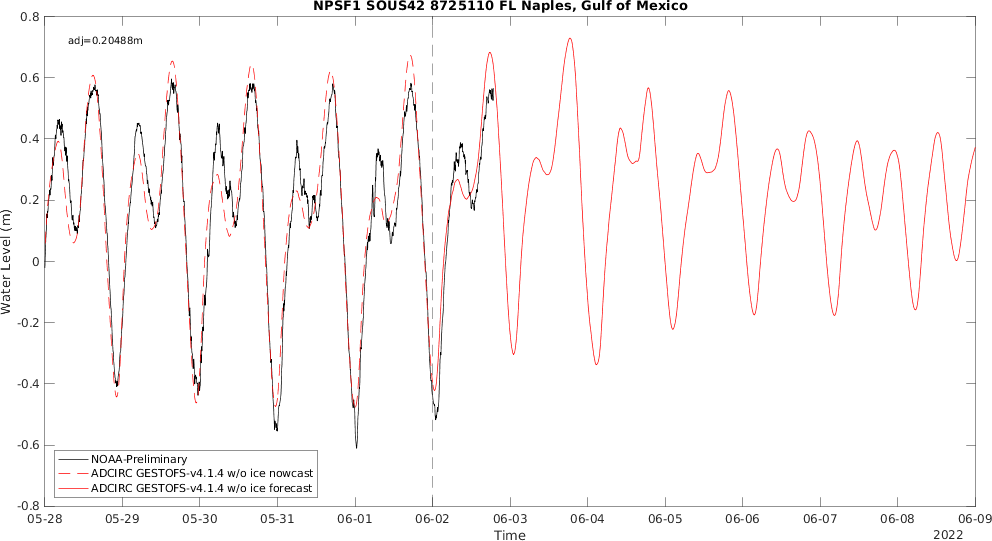 NPSF1 SOUS42 8725110 FL Naples, Gulf of Mexico
adj=0.20488m
0.8
0.6
0.4
0.2
0
-0.2
-0.4
-0.6
-0.8
Water Level (m)
NOAA-Preliminary
ADCIRC GESTOFS-v4.1.4 w/o ice nowcast
ADCIRC GESTOFS-v4.1.4 w/o ice forecast
05-28 05-29 05-30 05-31 06-01 06-02 06-03 06-04 06-05 06-06 06-07 06-08 06-09
Time
2022